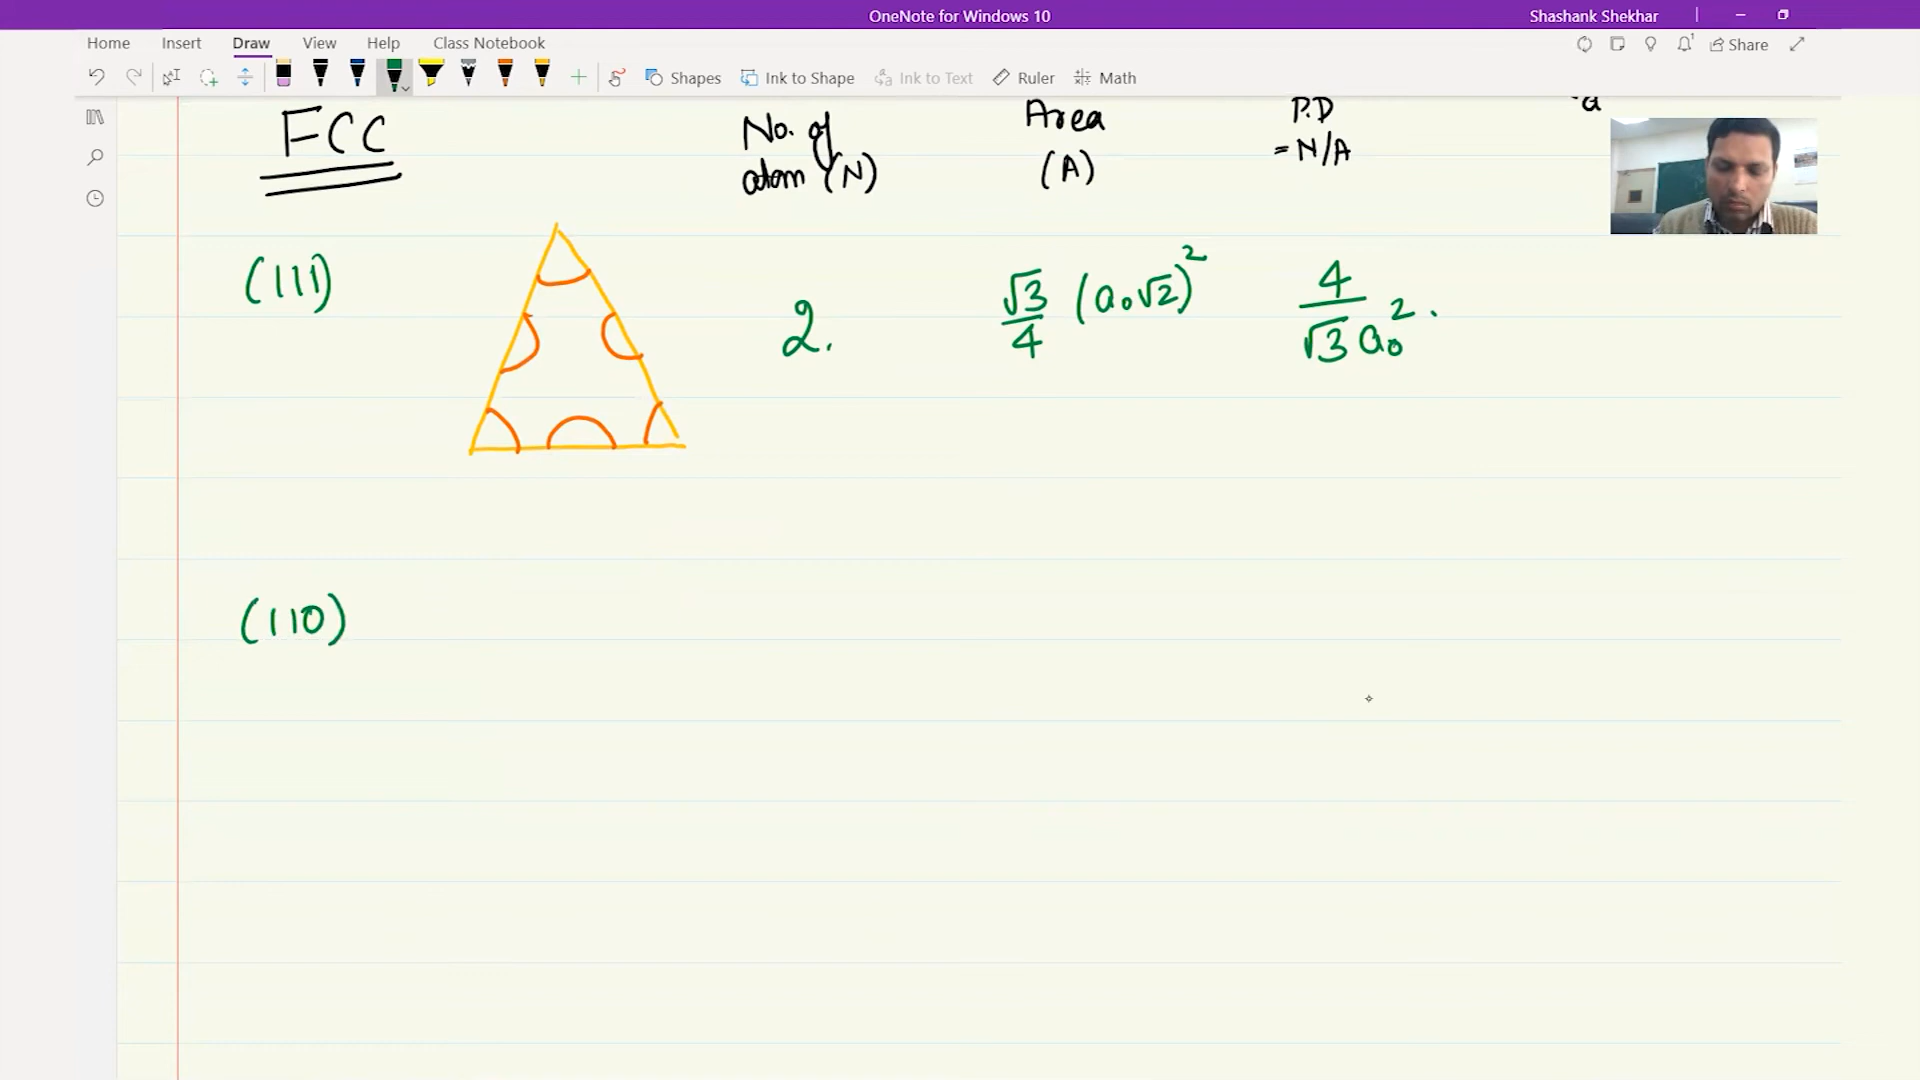 OneNote for Windows 10
Shashank Shekhar
Home Insert Draw View Help Class Notebook
Share
Shapes Ink to Shape Ink to Text Ruler Math
FCC
No. of
atom (N)
Area
(A)
P.D
= N/A
a
(111)
2.
√3/4 (a₀√2)²
4/√3 a₀².
(110)